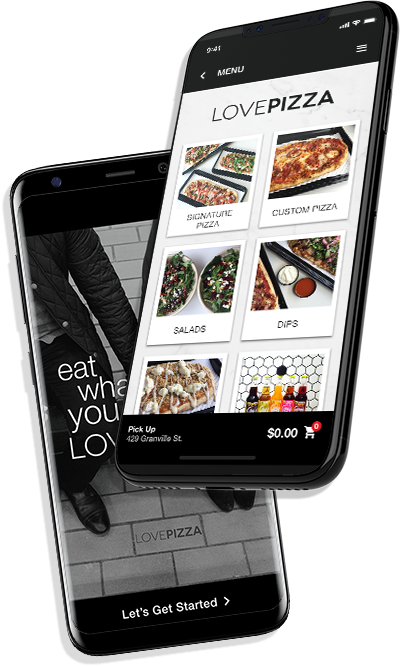 9:41
MENU
LOVEPIZZA
SIGNATURE
PIZZA
CUSTOM PIZZA
SALADS
DIPS
Pick Up
429 Granville St.
$0.00
0
eat
wha
you
LOV
LOVEPIZZA
Let's Get Started